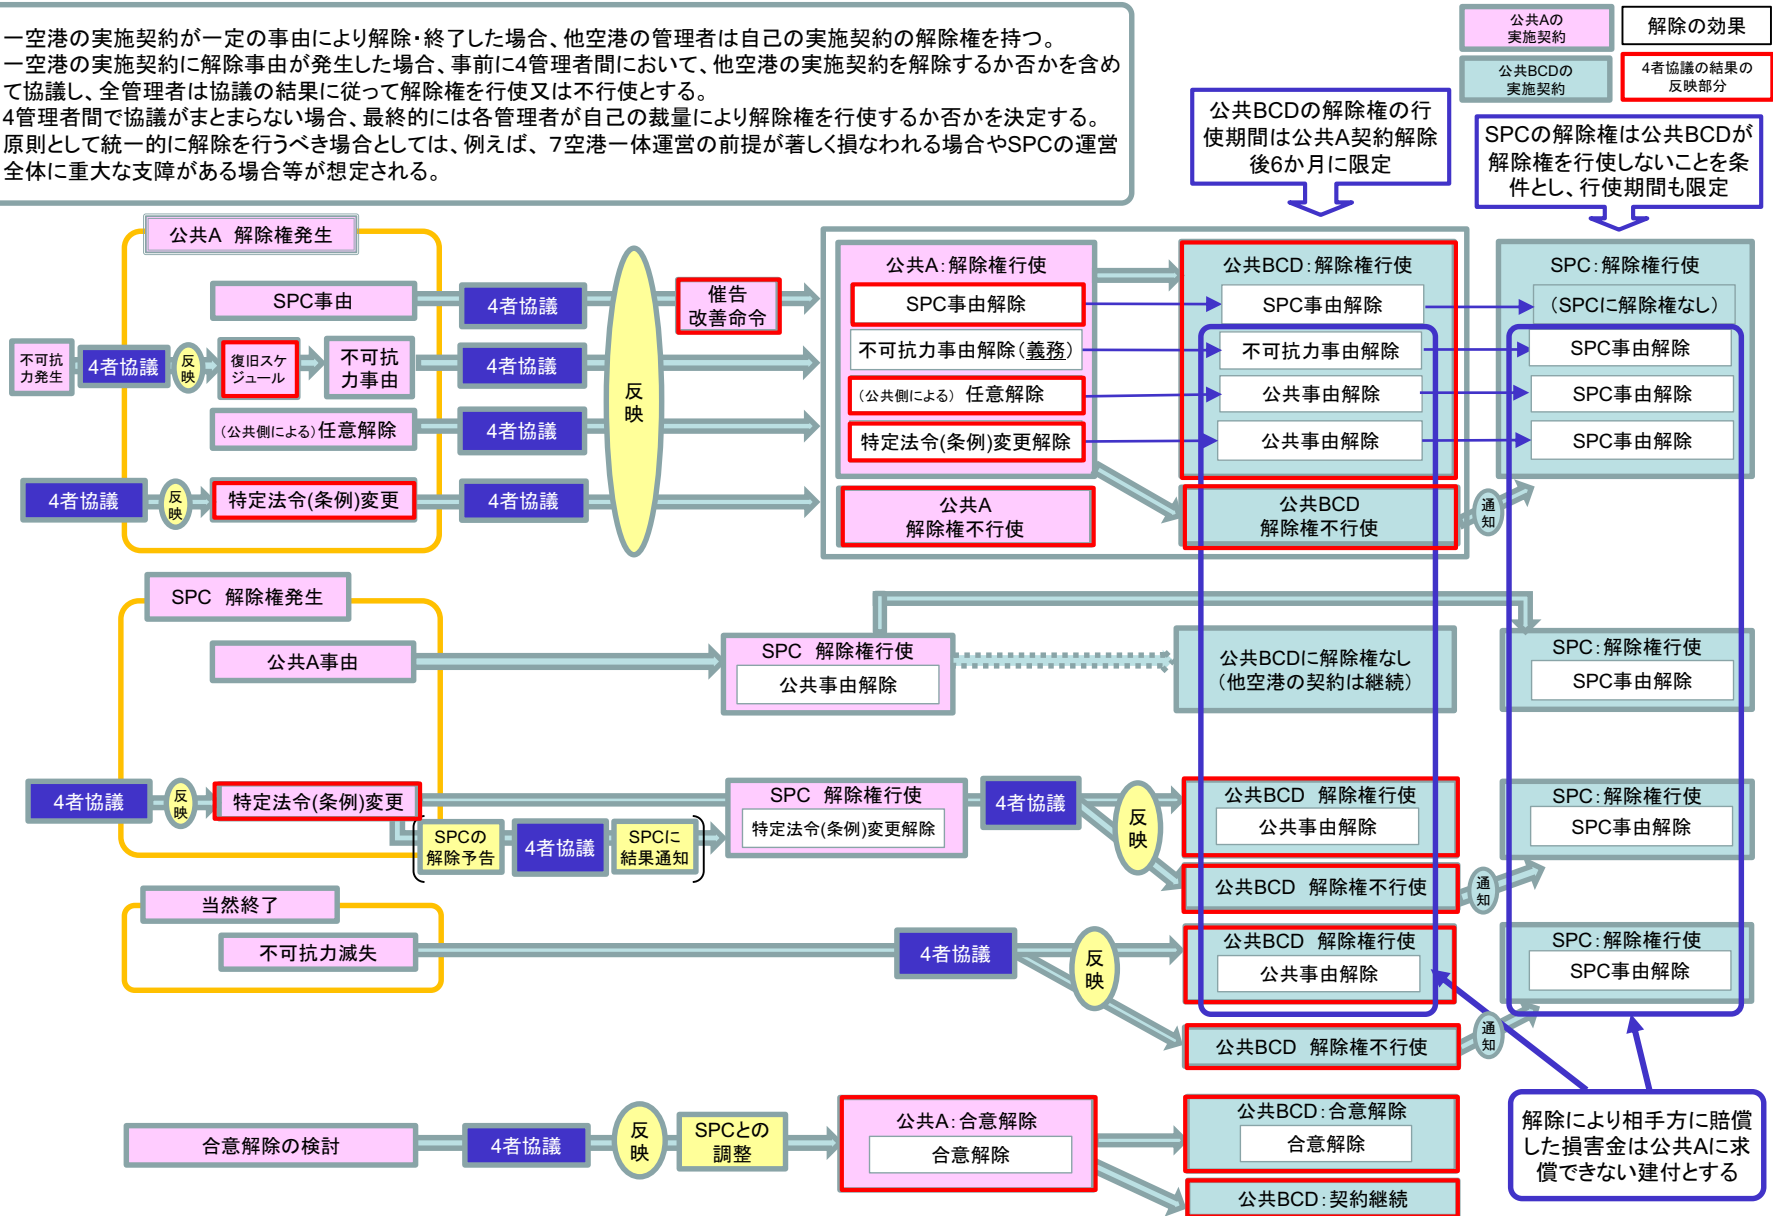 一空港の実施契約が一定の事由により解除・終了した場合、他空港の管理者は自己の実施契約の解除権を持つ。
一空港の実施契約に解除事由が発生した場合、事前に4管理者間において、他空港の実施契約を解除するか否かを含め
て協議し、全管理者は協議の結果に従って解除権を行使又は不行使とする。
4管理者間で協議がまとまらない場合、最終的には各管理者が自己の裁量により解除権を行使するか否かを決定する。
原則として統一的に解除を行うべき場合としては、例えば、7空港一体運営の前提が著しく損なわれる場合やSPCの運営
全体に重大な支障がある場合等が想定される。
公共Aの
実施契約
解除の効果
公共BCDの
実施契約
4者協議の結果の
反映部分
公共BCDの解除権の行
使期間は公共A契約解除
後6か月に限定
SPCの解除権は公共BCDが
解除権を行使しないことを条
件とし、行使期間も限定
公共A 解除権発生
SPC事由
4者協議
催告
改善命令
不可抗
力発生
4者協議
反
映
復旧スケ
ジュール
不可抗
力事由
4者協議
(公共側による)任意解除
4者協議
4者協議
反
映
特定法令(条例)変更
4者協議
反
映
公共A:解除権行使
SPC事由解除
不可抗力事由解除(義務)
(公共側による) 任意解除
特定法令(条例)変更解除
公共A
解除権不行使
公共BCD:解除権行使
SPC事由解除
不可抗力事由解除
公共事由解除
公共事由解除
公共BCD
解除権不行使
通
知
SPC:解除権行使
(SPCに解除権なし)
SPC事由解除
SPC事由解除
SPC事由解除
SPC 解除権発生
公共A事由
SPC 解除権行使
公共事由解除
公共BCDに解除権なし
(他空港の契約は継続)
SPC:解除権行使
SPC事由解除
4者協議
反
映
特定法令(条例)変更
SPCの
解除予告
4者協議
SPCに
結果通知
SPC 解除権行使
特定法令(条例)変更解除
4者協議
反
映
公共BCD 解除権行使
公共事由解除
公共BCD 解除権不行使
通
知
SPC:解除権行使
SPC事由解除
当然終了
不可抗力滅失
4者協議
反
映
公共BCD 解除権行使
公共事由解除
公共BCD 解除権不行使
通
知
SPC:解除権行使
SPC事由解除
合意解除の検討
4者協議
反
映
SPCとの
調整
公共A:合意解除
合意解除
公共BCD:合意解除
合意解除
公共BCD:契約継続
解除により相手方に賠償
した損害金は公共Aに求
償できない建付とする